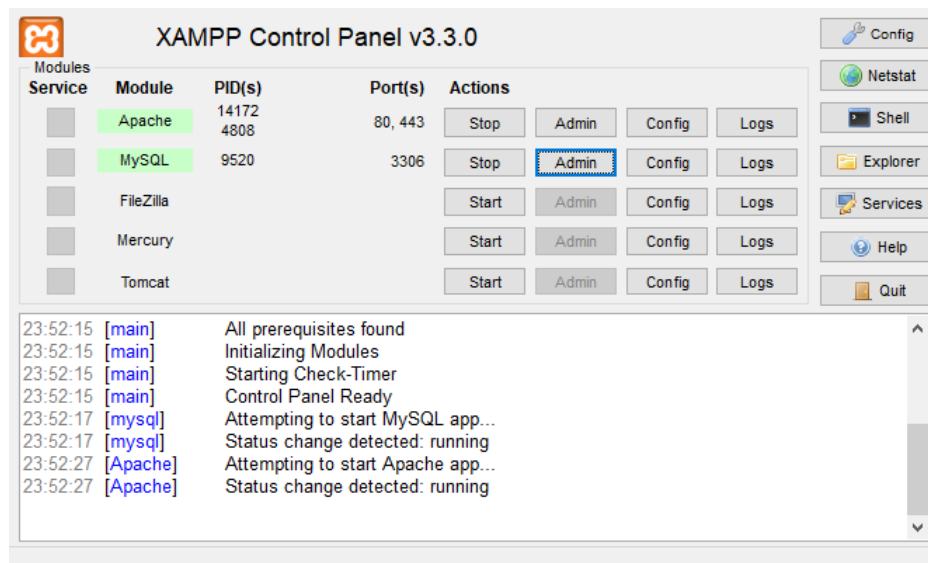 XAMPP Control Panel v3.3.0
Config
Modules
Service Module PID(s) Port(s) Actions
Netstat
Apache 14172 4808 80, 443 Stop Admin Config Logs
Shell
MySQL 9520 3306 Stop Admin Config Logs
Explorer
FileZilla Start Admin Config Logs
Services
Mercury Start Admin Config Logs
Help
Tomcat Start Admin Config Logs
Quit
23:52:15 [main] All prerequisites found
23:52:15 [main] Initializing Modules
23:52:15 [main] Starting Check-Timer
23:52:15 [main] Control Panel Ready
23:52:17 [mysql] Attempting to start MySQL app...
23:52:17 [mysql] Status change detected: running
23:52:27 [Apache] Attempting to start Apache app...
23:52:27 [Apache] Status change detected: running